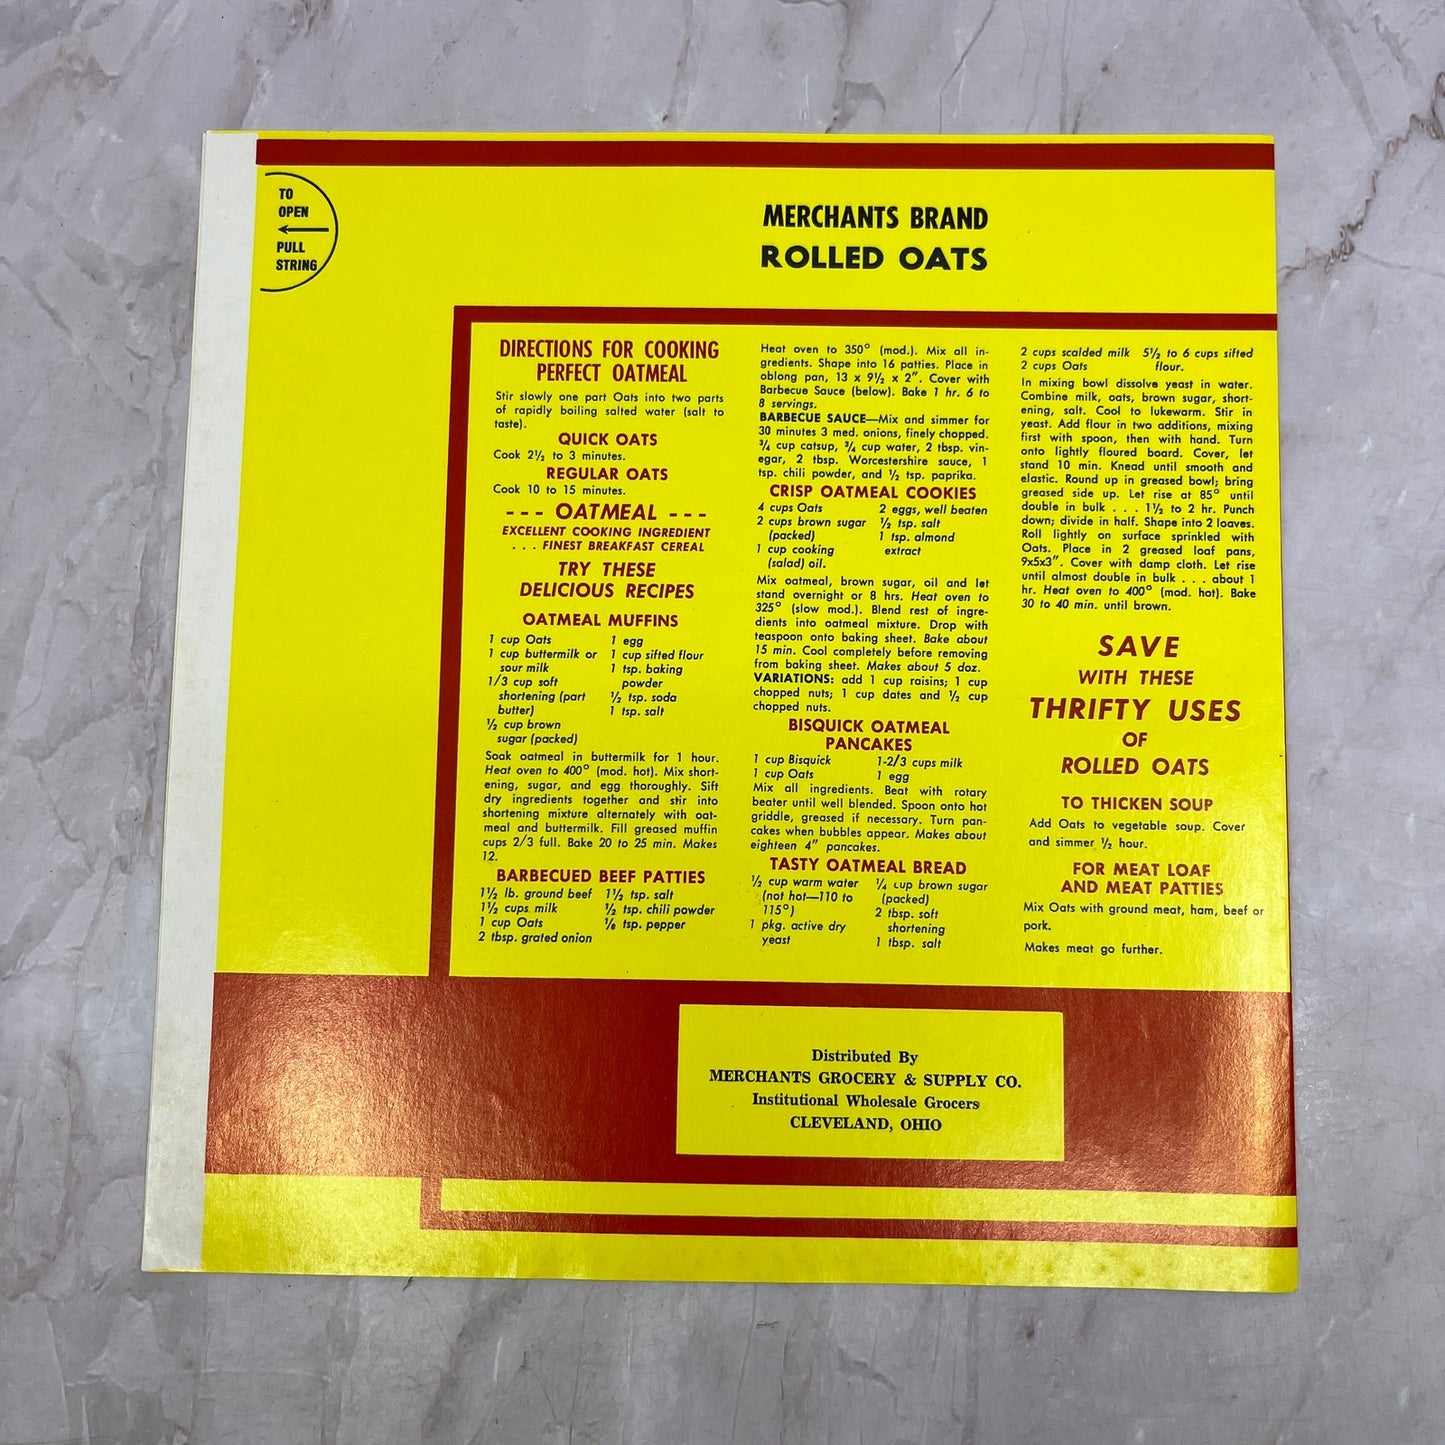 TO
OPEN
PULL
STRING
MERCHANTS BRAND
ROLLED OATS
DIRECTIONS FOR COOKING
PERFECT OATMEAL
Stir slowly one part Oats into two parts
of rapidly boiling salted water (salt to
taste).
QUICK OATS
Cook 2½ to 3 minutes.
REGULAR OATS
Cook 10 to 15 minutes.
--- OATMEAL ---
EXCELLENT COOKING INGREDIENT
... FINEST BREAKFAST CEREAL
TRY THESE
DELICIOUS RECIPES
OATMEAL MUFFINS
1 cup Oats
1 cup buttermilk or
sour milk
1/3 cup soft
shortening (part
butter)
½ cup brown
sugar (packed)
1 egg
1 cup sifted flour
1 tsp. baking
powder
½ tsp. soda
1 tsp. salt
Soak oatmeal in buttermilk for 1 hour.
Heat oven to 400° (mod. hot). Mix short-
ening, sugar, and egg thoroughly. Sift
dry ingredients together and stir into
shortening mixture alternately with oat-
meal and buttermilk. Fill greased muffin
cups 2/3 full. Bake 20 to 25 min. Makes
12.
BARBECUED BEEF PATTIES
1½ lb. ground beef
1½ cups milk
1 cup Oats
2 tbsp. grated onion
1½ tsp. salt
½ tsp. chili powder
⅛ tsp. pepper
Heat oven to 350° (mod.). Mix all in-
gredients. Shape into 16 patties. Place in
oblong pan, 13 x 9½ x 2". Cover with
Barbecue Sauce (below). Bake 1 hr. 6 to
8 servings.
BARBECUE SAUCE—Mix and simmer for
30 minutes 3 med. onions, finely chopped.
¾ cup catsup, ¾ cup water, 2 tbsp. vin-
egar, 2 tbsp. Worcestershire sauce, 1
tsp. chili powder, and ½ tsp. paprika.
CRISP OATMEAL COOKIES
4 cups Oats
2 cups brown sugar
(packed)
1 cup cooking
(salad) oil.
2 eggs, well beaten
½ tsp. salt
1 tsp. almond
extract
Mix oatmeal, brown sugar, oil and let
stand overnight or 8 hrs. Heat oven to
325° (slow mod.). Blend rest of ingre-
dients into oatmeal mixture. Drop with
teaspoon onto baking sheet. Bake about
15 min. Cool completely before removing
from baking sheet. Makes about 5 doz.
VARIATIONS: add 1 cup raisins; 1 cup
chopped nuts; 1 cup dates and ½ cup
chopped nuts.
BISQUICK OATMEAL
PANCAKES
1 cup Bisquick
1 cup Oats
1-2/3 cups milk
1 egg
Mix all ingredients. Beat with rotary
beater until well blended. Spoon onto hot
griddle, greased if necessary. Turn pan-
cakes when bubbles appear. Makes about
eighteen 4" pancakes.
TASTY OATMEAL BREAD
½ cup warm water
(not hot—110 to
115°)
1 pkg. active dry
yeast
¼ cup brown sugar
(packed)
2 tbsp. soft
shortening
1 tbsp. salt
2 cups scalded milk
2 cups Oats
5½ to 6 cups sifted
flour.
In mixing bowl dissolve yeast in water.
Combine milk, oats, brown sugar, short-
ening, salt. Cool to lukewarm. Stir in
yeast. Add flour in two additions, mixing
first with spoon, then with hand. Turn
onto lightly floured board. Cover, let
stand 10 min. Knead until smooth and
elastic. Round up in greased bowl; bring
greased side up. Let rise at 85° until
double in bulk . . . 1½ to 2 hr. Punch
down; divide in half. Shape into 2 loaves.
Roll lightly on surface sprinkled with
Oats. Place in 2 greased loaf pans,
9x5x3". Cover with damp cloth. Let rise
until almost double in bulk . . . about 1
hr. Heat oven to 400° (mod. hot). Bake
30 to 40 min. until brown.
SAVE
WITH THESE
THRIFTY USES
OF
ROLLED OATS
TO THICKEN SOUP
Add Oats to vegetable soup. Cover
and simmer ½ hour.
FOR MEAT LOAF
AND MEAT PATTIES
Mix Oats with ground meat, ham, beef or
pork.
Makes meat go further.
Distributed By
MERCHANTS GROCERY & SUPPLY CO.
Institutional Wholesale Grocers
CLEVELAND, OHIO